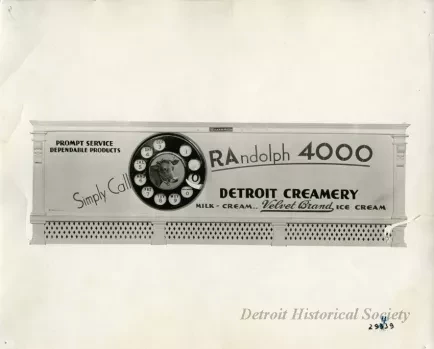 PROMPT SERVICE
DEPENDABLE PRODUCTS
Simply Call
RAndolph 4000
DETROIT CREAMERY
MILK - CREAM.. Velvet Brand ICE CREAM
Detroit Historical Society